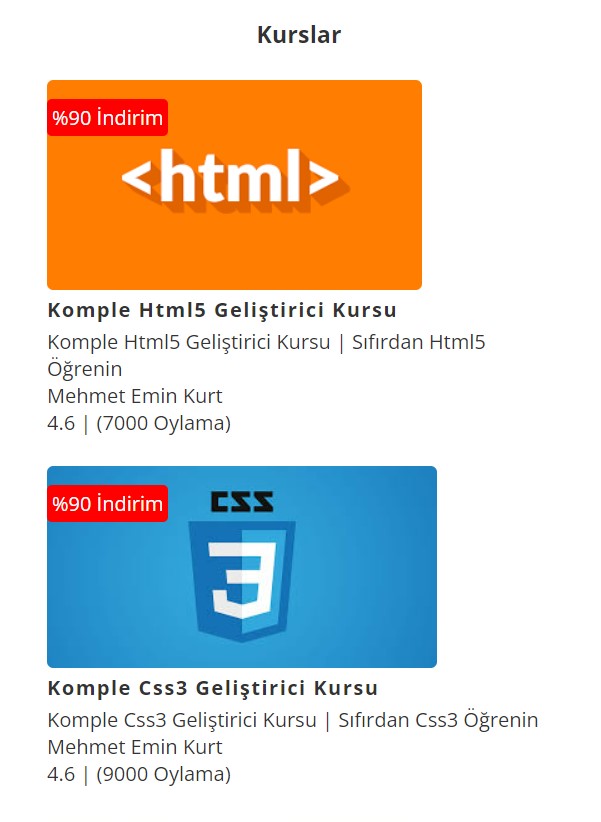 Kurslar
%90 İndirim
<html>
Komple Html5 Geliştirici Kursu
Komple Html5 Geliştirici Kursu | Sıfırdan Html5
Öğrenin
Mehmet Emin Kurt
4.6 | (7000 Oylama)
%90 İndirim
CSS
3
Komple Css3 Geliştirici Kursu
Komple Css3 Geliştirici Kursu | Sıfırdan Css3 Öğrenin
Mehmet Emin Kurt
4.6 | (9000 Oylama)